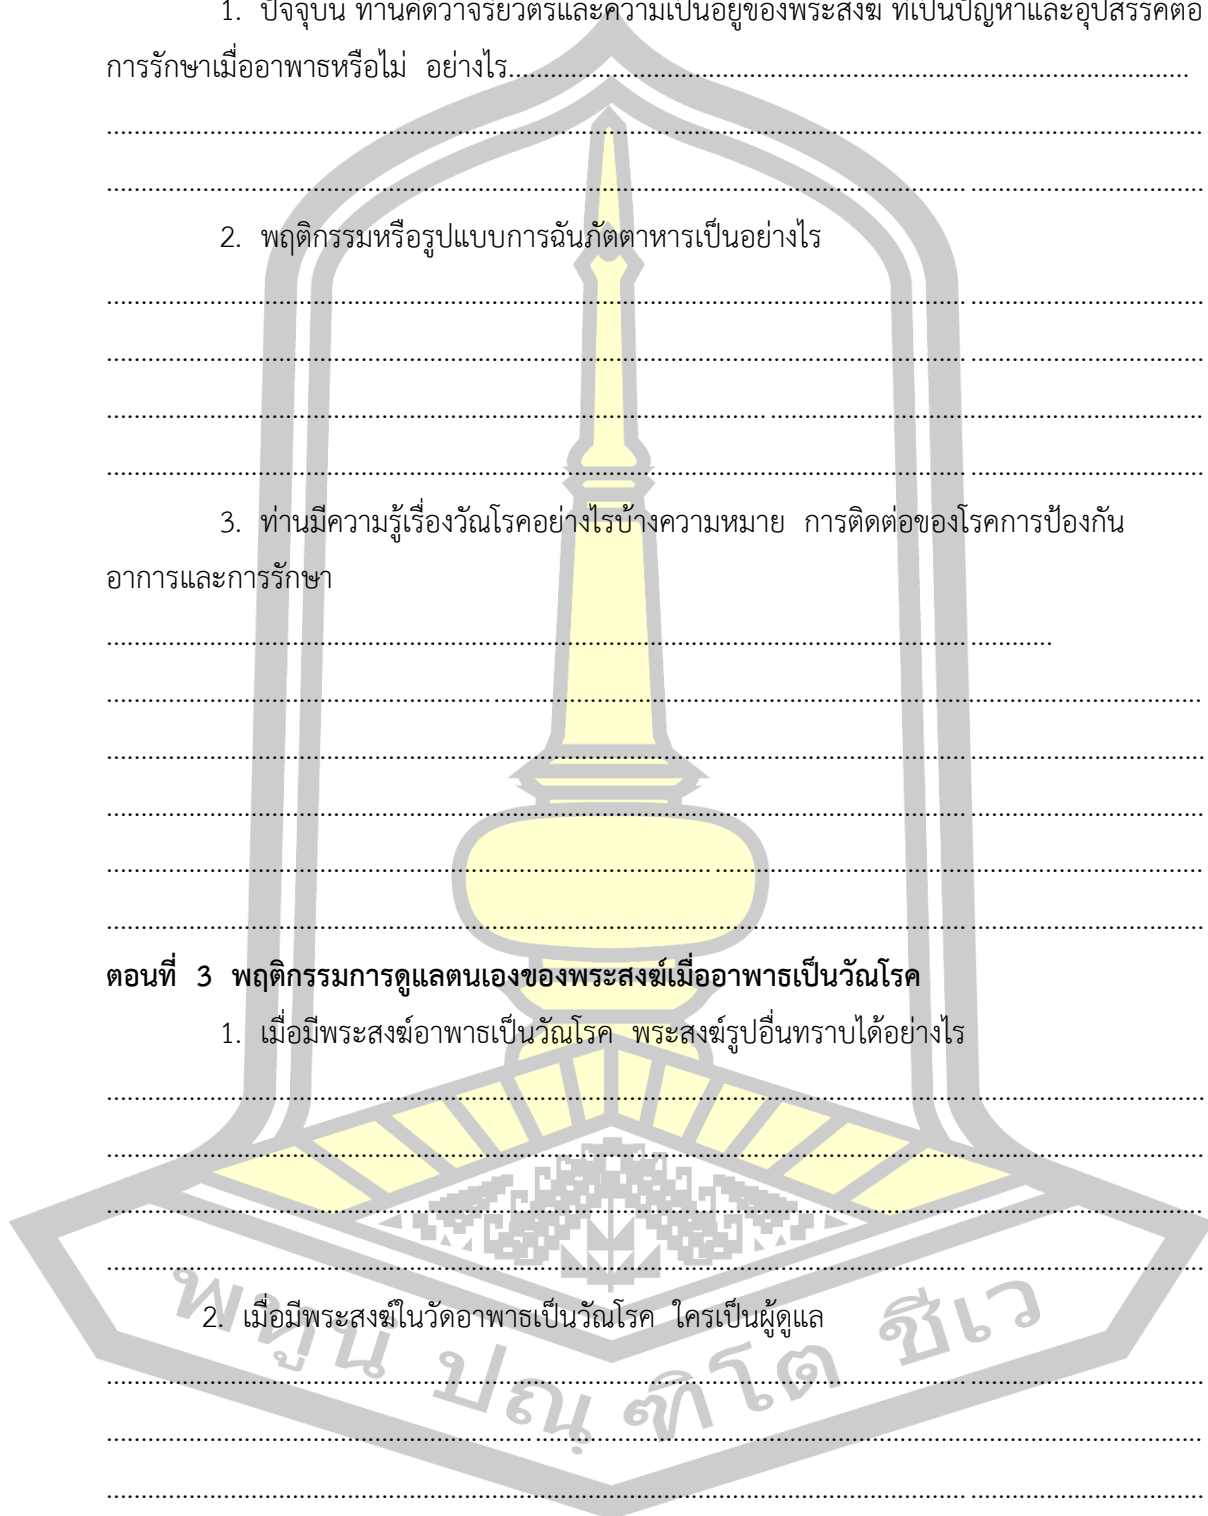 1. ปัจจุบัน ท่านคิดว่าจริยวัตรและความเป็นอยู่ของพระสงฆ์ ที่เป็นปัญหาและอุปสรรคต่อ
การรักษาเมื่ออาพาธหรือไม่ อย่างไร..................................................................................................
................................................................................................................................................
................................................................................................................................................
2. พฤติกรรมหรือรูปแบบการฉันภัตตาหารเป็นอย่างไร
................................................................................................................................................
................................................................................................................................................
................................................................................................................................................
................................................................................................................................................
3. ท่านมีความรู้เรื่องวัณโรคอย่างไรบ้างความหมาย การติดต่อของโรคการป้องกัน
อาการและการรักษา
................................................................................................................................
................................................................................................................................................
................................................................................................................................................
................................................................................................................................................
................................................................................................................................................
................................................................................................................................................
ตอนที่ 3 พฤติกรรมการดูแลตนเองของพระสงฆ์เมื่ออาพาธเป็นวัณโรค
1. เมื่อมีพระสงฆ์อาพาธเป็นวัณโรค พระสงฆ์รูปอื่นทราบได้อย่างไร
................................................................................................................................................
................................................................................................................................................
................................................................................................................................................
................................................................................................................................................
2. เมื่อมีพระสงฆ์ในวัดอาพาธเป็นวัณโรค ใครเป็นผู้ดูแล
................................................................................................................................................
................................................................................................................................................
................................................................................................................................................
พหูน ปณฺฑิโต ชีเว